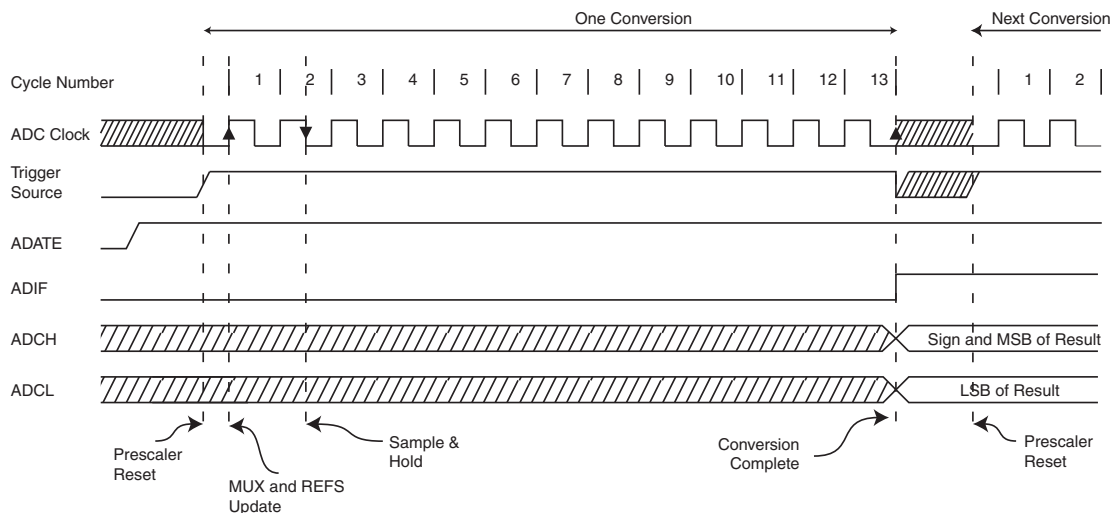 One Conversion
Next Conversion
Cycle Number
1 2 3 4 5 6 7 8 9 10 11 12 13 1 2
ADC Clock
Trigger
Source
ADATE
ADIF
ADCH
Sign and MSB of Result
ADCL
LSB of Result
Prescaler
Reset
MUX and REFS
Update
Sample &
Hold
Conversion
Complete
Prescaler
Reset